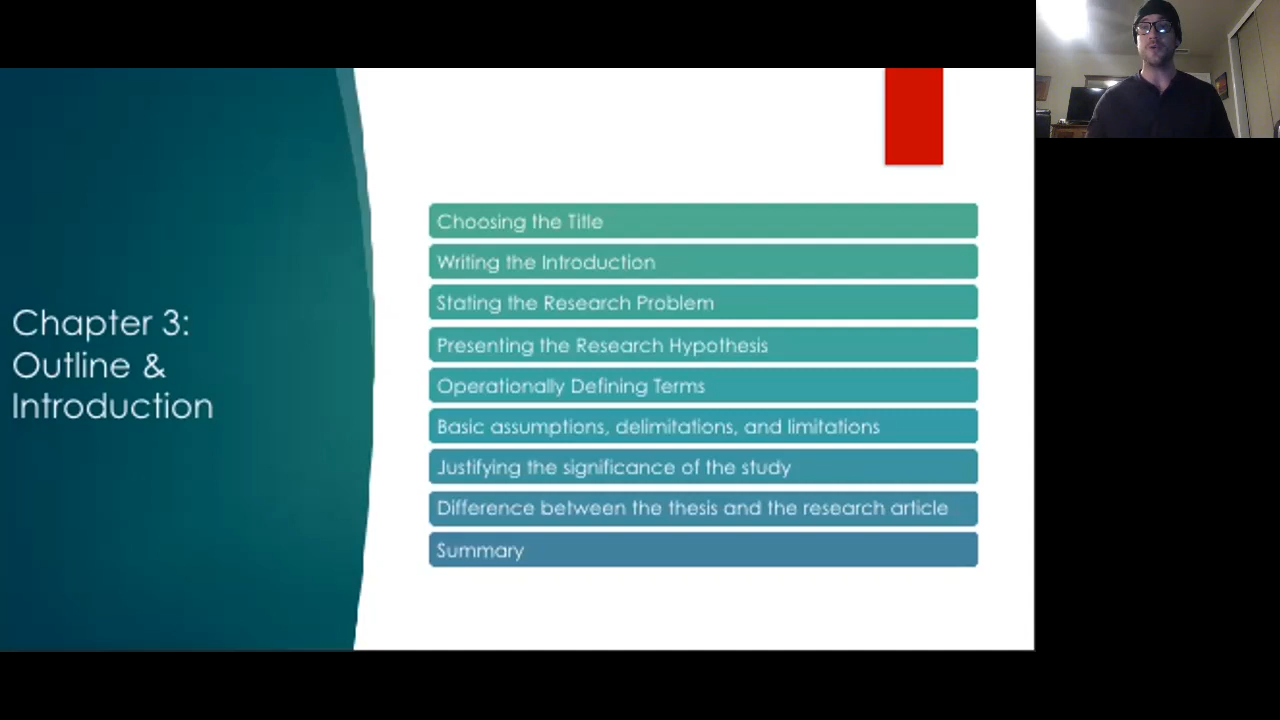 Chapter 3:
Outline &
Introduction
Choosing the Title
Writing the Introduction
Stating the Research Problem
Presenting the Research Hypothesis
Operationally Defining Terms
Basic assumptions, delimitations, and limitations
Justifying the significance of the study
Difference between the thesis and the research article
Summary